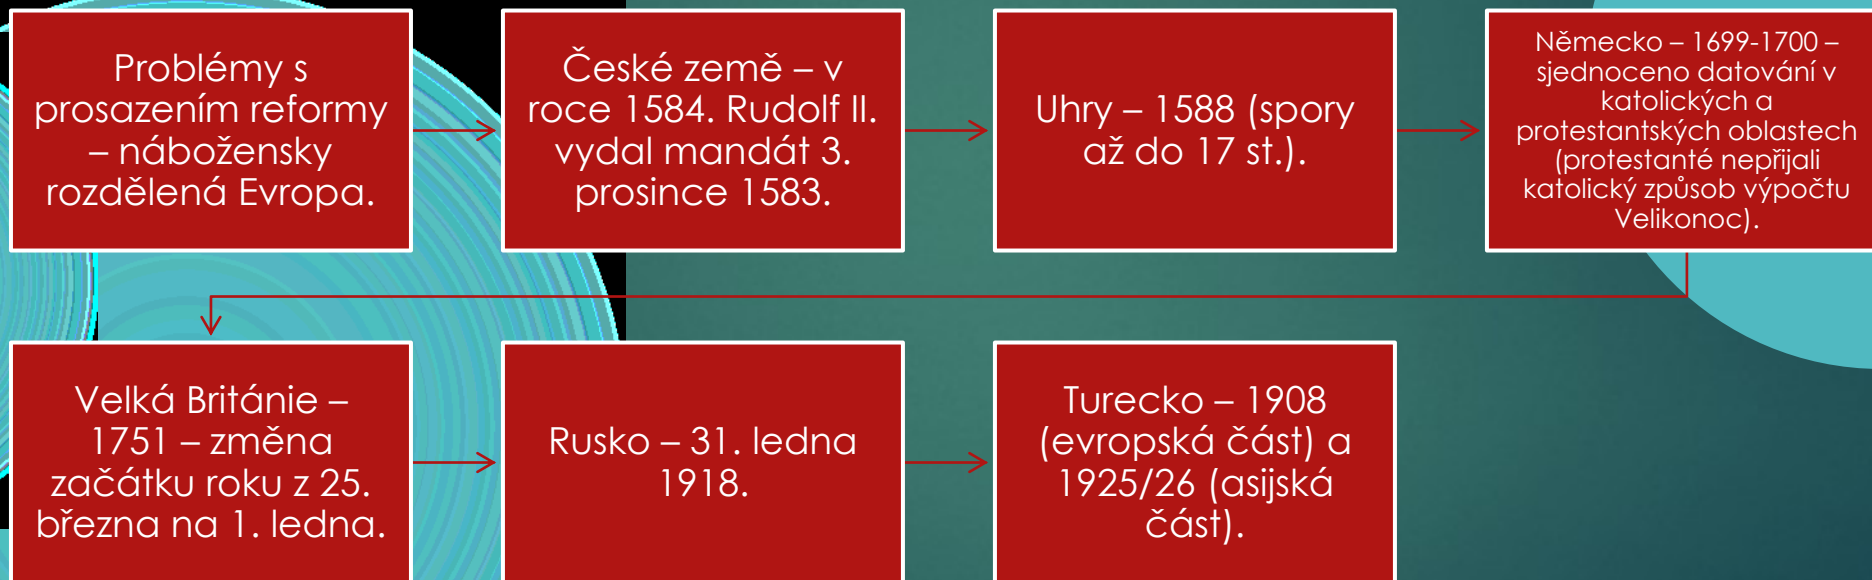 Problémy s
prosazením reformy
– nábožensky
rozdělená Evropa.
České země – v
roce 1584. Rudolf II.
vydal mandát 3.
prosince 1583.
Uhry – 1588 (spory
až do 17 st.).
Německo – 1699-1700 –
sjednoceno datování v
katolických a
protestantských oblastech
(protestanté nepřijali
katolický způsob výpočtu
Velikonoc).
Velká Británie –
1751 – změna
začátku roku z 25.
března na 1. ledna.
Rusko – 31. ledna
1918.
Turecko – 1908
(evropská část) a
1925/26 (asijská
část).